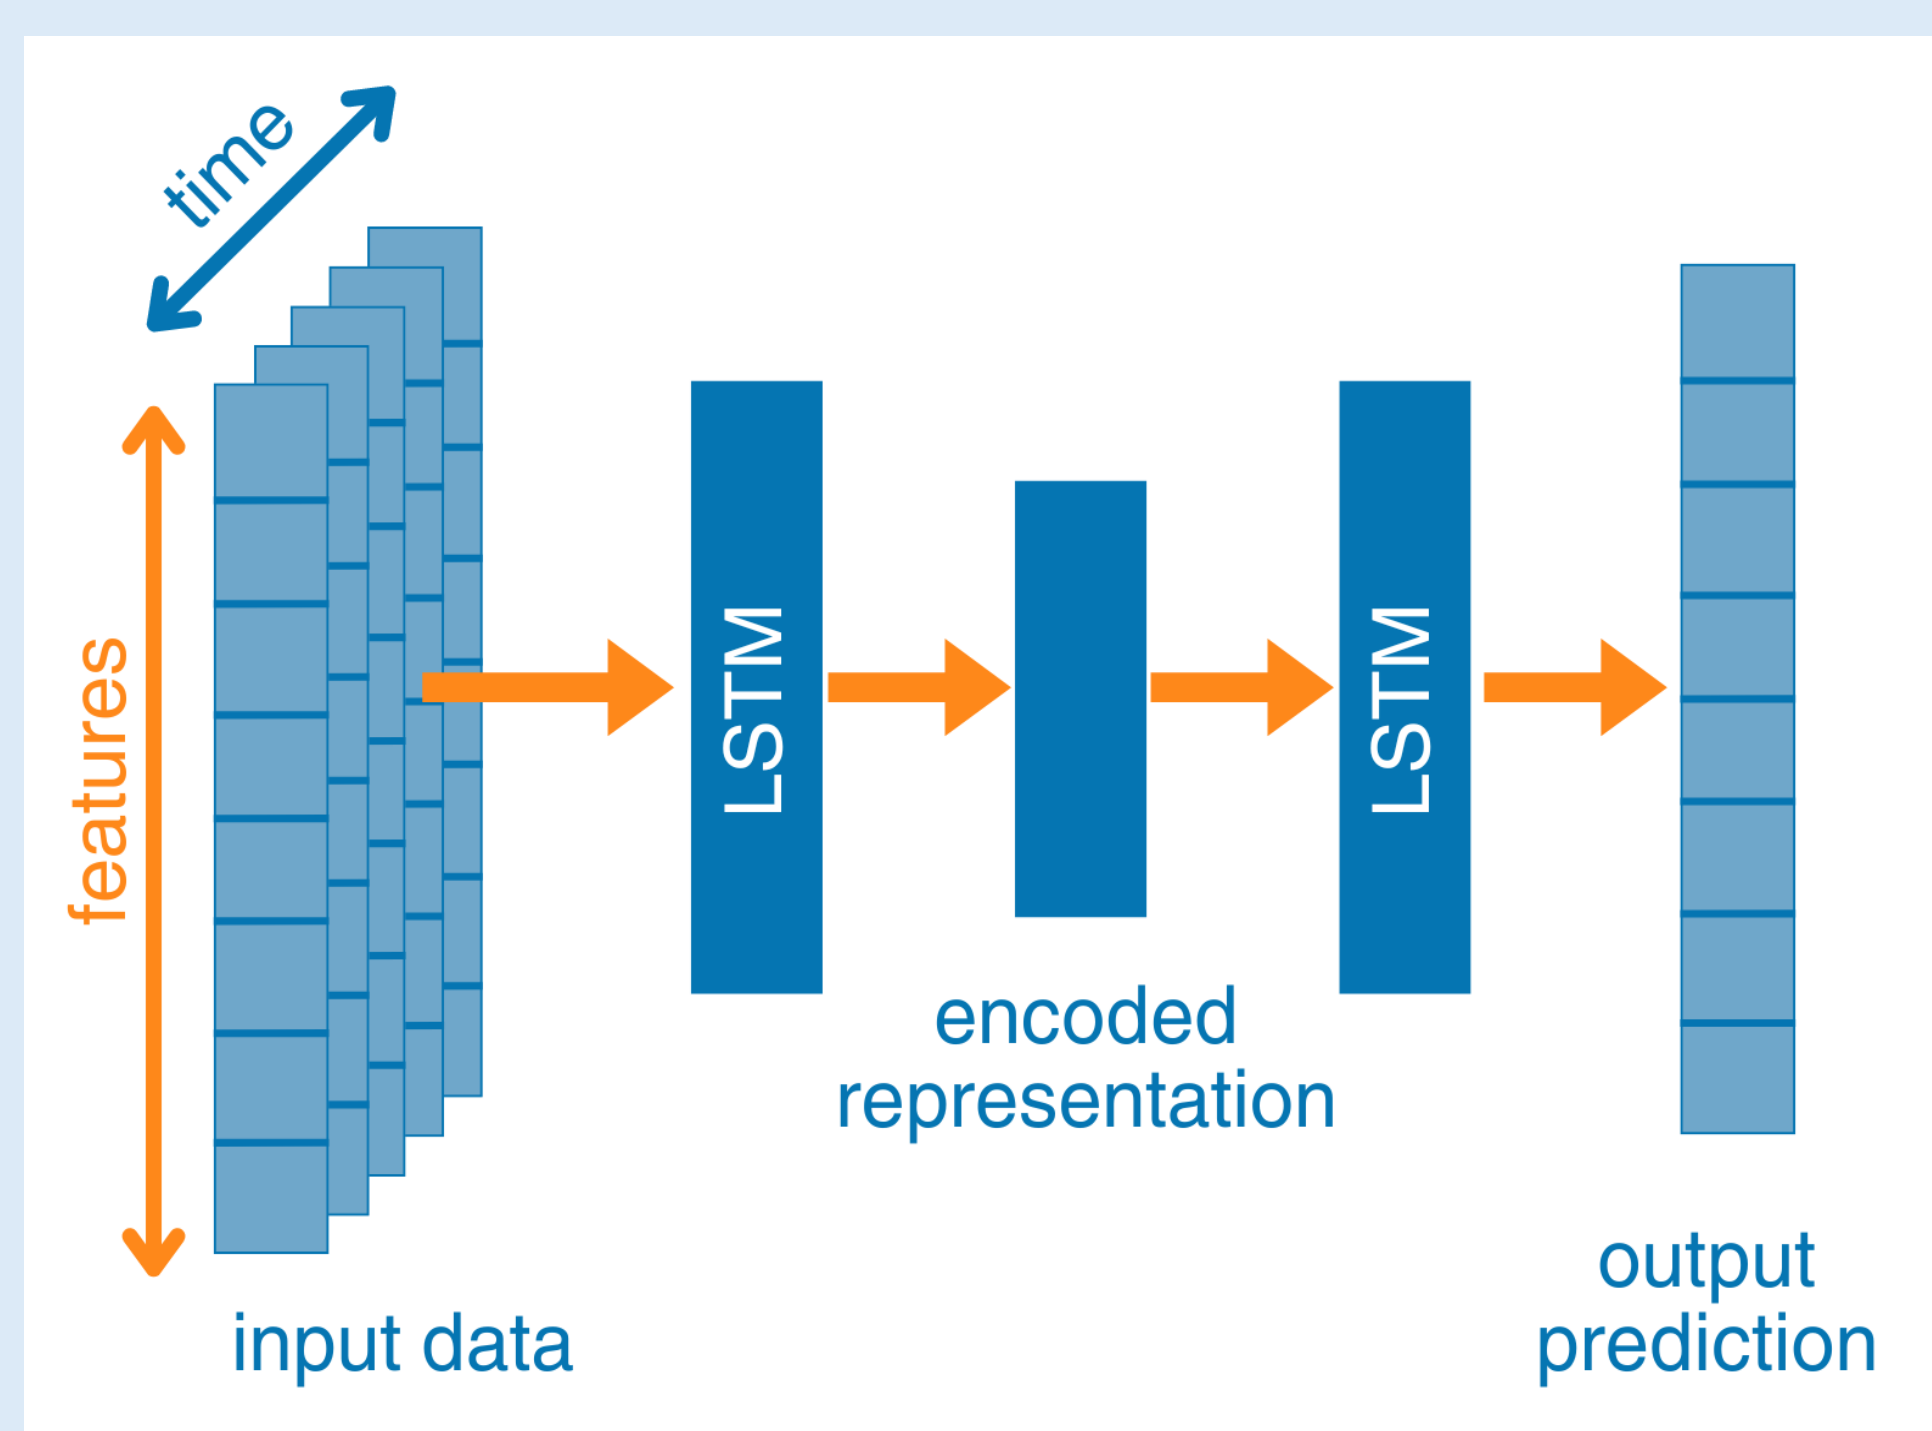 time
features
input data
LSTM
encoded
representation
LSTM
output
prediction